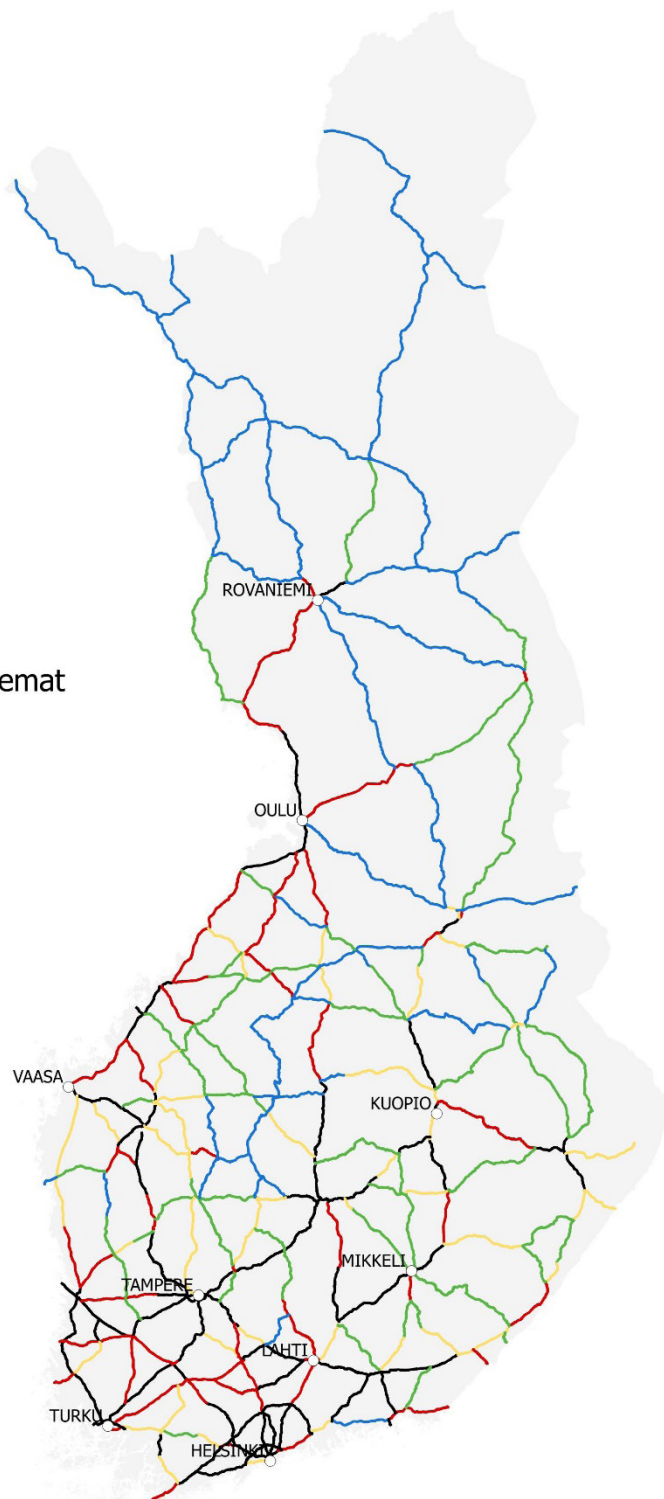 ROVANIEMI
emat
OULU
VAASA
KUOPIO
MIKKELI
TAMPERE
LAHTI
TURKU
HELSINKI